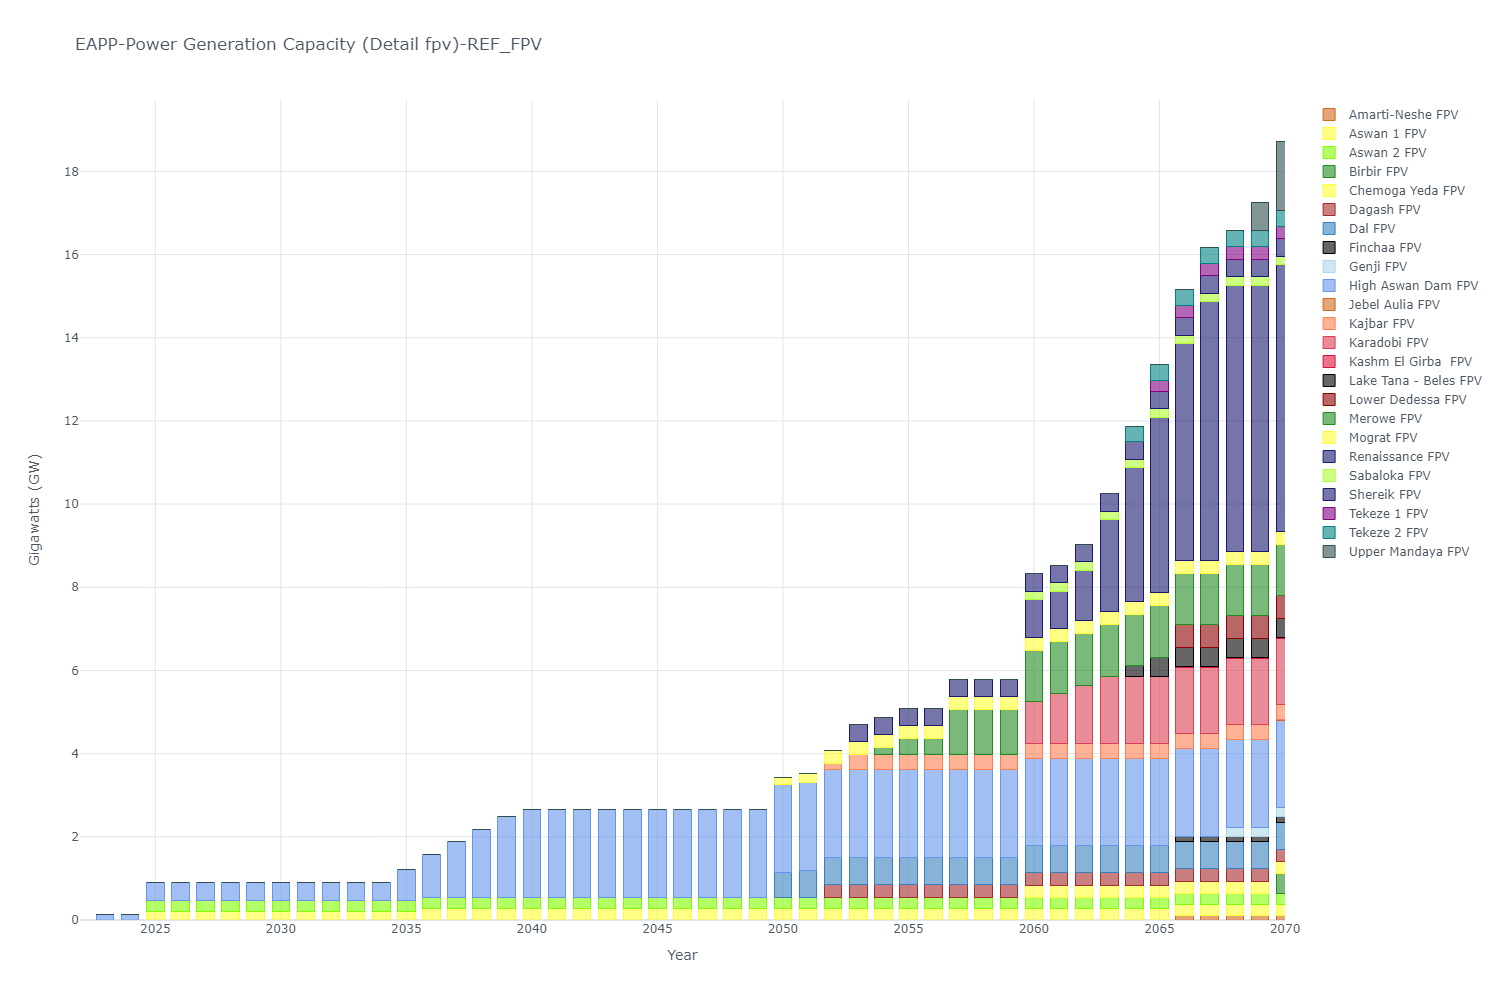 EAPP-Power Generation Capacity (Detail fpv)-REF_FPV
Gigawatts (GW)
18
16
14
12
10
8
6
4
2
0
2025
2030
2035
2040
2045
2050
2055
2060
2065
2070
Year
Amarti-Neshe FPV
Aswan 1 FPV
Aswan 2 FPV
Birbir FPV
Chemoga Yeda FPV
Dagash FPV
Dal FPV
Finchaa FPV
Genji FPV
High Aswan Dam FPV
Jebel Aulia FPV
Kajbar FPV
Karadobi FPV
Kashm El Girba  FPV
Lake Tana - Beles FPV
Lower Dedessa FPV
Merowe FPV
Mograt FPV
Renaissance FPV
Sabaloka FPV
Shereik FPV
Tekeze 1 FPV
Tekeze 2 FPV
Upper Mandaya FPV